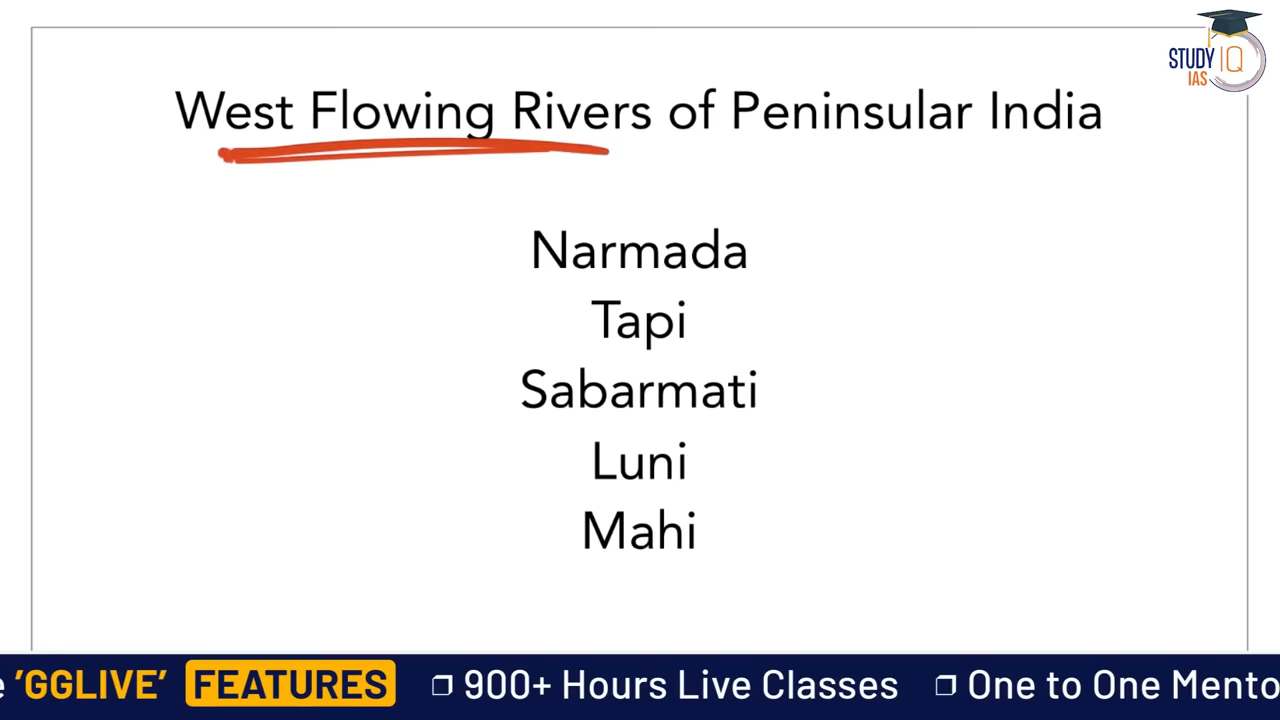 STUDY IQ
IAS
West Flowing Rivers of Peninsular India
Narmada
Tapi
Sabarmati
Luni
Mahi
e 'GGLIVE' FEATURES ❐ 900+ Hours Live Classes ❐ One to One Mento